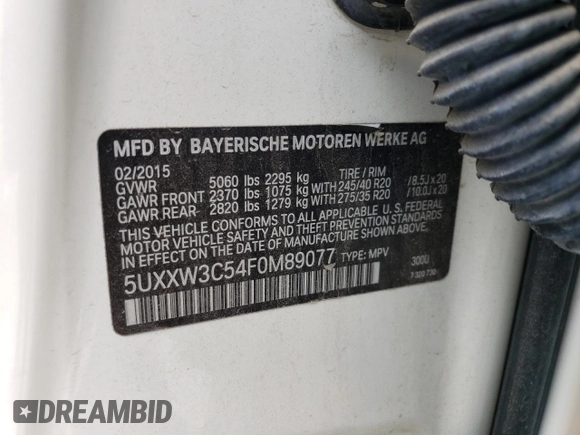 MFD BY BAYERISCHE MOTOREN WERKE AG
02/2015 TIRE / RIM
GVWR 5060 lbs 2295 kg
GAWR FRONT 2370 lbs 1075 kg WITH 245/40 R20 /8.5J x 20
GAWR REAR 2820 lbs 1279 kg WITH 275/35 R20 /10.0J x 20
THIS VEHICLE CONFORMS TO ALL APPLICABLE U.S. FEDERAL
MOTOR VEHICLE SAFETY AND THEFT PREVENTION STANDARDS
IN EFFECT ON THE DATE OF MANUFACTURE SHOWN ABOVE.
5UXXW3C54F0M89077 TYPE: MPV 300U
7 320 730
DREAMBID